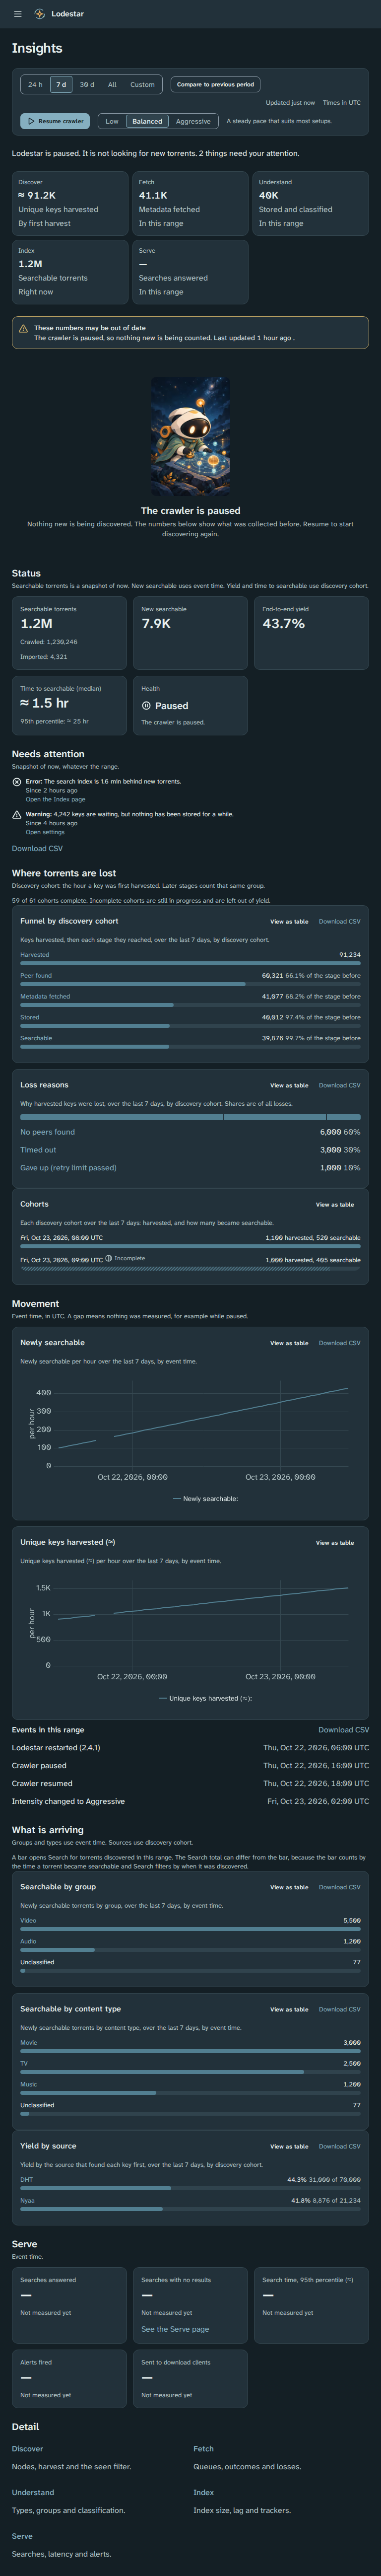 Lodestar
Insights
24 h 7 d 30 d All Custom Compare to previous period
Updated just now Times in UTC
Resume crawler Low Balanced Aggressive A steady pace that suits most setups.
Lodestar is paused. It is not looking for new torrents. 2 things need your attention.
Discover
≈ 91.2K
Unique keys harvested
By first harvest
Fetch
41.1K
Metadata fetched
In this range
Understand
40K
Stored and classified
In this range
Index
1.2M
Searchable torrents
Right now
Serve
—
Searches answered
In this range
These numbers may be out of date
The crawler is paused, so nothing new is being counted. Last updated 1 hour ago .
The crawler is paused
Nothing new is being discovered. The numbers below show what was collected before. Resume to start
discovering again.
Status
Searchable torrents is a snapshot of now. New searchable uses event time. Yield and time to searchable use discovery cohort.
Searchable torrents
1.2M
Crawled: 1,230,246
Imported: 4,321
New searchable
7.9K
End-to-end yield
43.7%
Time to searchable (median)
≈ 1.5 hr
95th percentile: ≈ 25 hr
Health
Paused
The crawler is paused.
Needs attention
Snapshot of now, whatever the range.
Error: The search index is 1.6 min behind new torrents.
Since 2 hours ago
Open the Index page
Warning: 4,242 keys are waiting, but nothing has been stored for a while.
Since 4 hours ago
Open settings
Download CSV
Where torrents are lost
Discovery cohort: the hour a key was first harvested. Later stages count that same group.
59 of 61 cohorts complete. Incomplete cohorts are still in progress and are left out of yield.
Funnel by discovery cohort View as table Download CSV
Keys harvested, then each stage they reached, over the last 7 days, by discovery cohort.
Harvested 91,234
Peer found 60,321 66.1% of the stage before
Metadata fetched 41,077 68.2% of the stage before
Stored 40,012 97.4% of the stage before
Searchable 39,876 99.7% of the stage before
Loss reasons View as table Download CSV
Why harvested keys were lost, over the last 7 days, by discovery cohort. Shares are of all losses.
No peers found 6,000 60%
Timed out 3,000 30%
Gave up (retry limit passed) 1,000 10%
Cohorts View as table
Each discovery cohort over the last 7 days: harvested, and how many became searchable.
Fri, Oct 23, 2026, 08:00 UTC 1,100 harvested, 520 searchable
Fri, Oct 23, 2026, 09:00 UTC Incomplete 1,000 harvested, 405 searchable
Movement
Event time, in UTC. A gap means nothing was measured, for example while paused.
Newly searchable View as table Download CSV
Newly searchable per hour over the last 7 days, by event time.
400
300
200
100
0
per hour
Oct 22, 2026, 00:00 Oct 23, 2026, 00:00
Newly searchable:
Unique keys harvested (≈) View as table
Unique keys harvested (≈) per hour over the last 7 days, by event time.
1.5K
1K
500
0
per hour
Oct 22, 2026, 00:00 Oct 23, 2026, 00:00
Unique keys harvested (≈):
Events in this range Download CSV
Lodestar restarted (2.4.1) Thu, Oct 22, 2026, 06:00 UTC
Crawler paused Thu, Oct 22, 2026, 16:00 UTC
Crawler resumed Thu, Oct 22, 2026, 18:00 UTC
Intensity changed to Aggressive Fri, Oct 23, 2026, 02:00 UTC
What is arriving
Groups and types use event time. Sources use discovery cohort.
A bar opens Search for torrents discovered in this range. The Search total can differ from the bar, because the bar counts by
the time a torrent became searchable and Search filters by when it was discovered.
Searchable by group View as table Download CSV
Newly searchable torrents by group, over the last 7 days, by event time.
Video 5,500
Audio 1,200
Unclassified 77
Searchable by content type View as table Download CSV
Newly searchable torrents by content type, over the last 7 days, by event time.
Movie 3,000
TV 2,500
Music 1,200
Unclassified 77
Yield by source View as table Download CSV
Yield by the source that found each key first, over the last 7 days, by discovery cohort.
DHT 44.3% 31,000 of 70,000
Nyaa 41.8% 8,876 of 21,234
Serve
Event time.
Searches answered
—
Not measured yet
Searches with no results
—
Not measured yet
See the Serve page
Search time, 95th percentile (≈)
—
Not measured yet
Alerts fired
—
Not measured yet
Sent to download clients
—
Not measured yet
Detail
Discover
Nodes, harvest and the seen filter.
Fetch
Queues, outcomes and losses.
Understand
Types, groups and classification.
Index
Index size, lag and trackers.
Serve
Searches, latency and alerts.